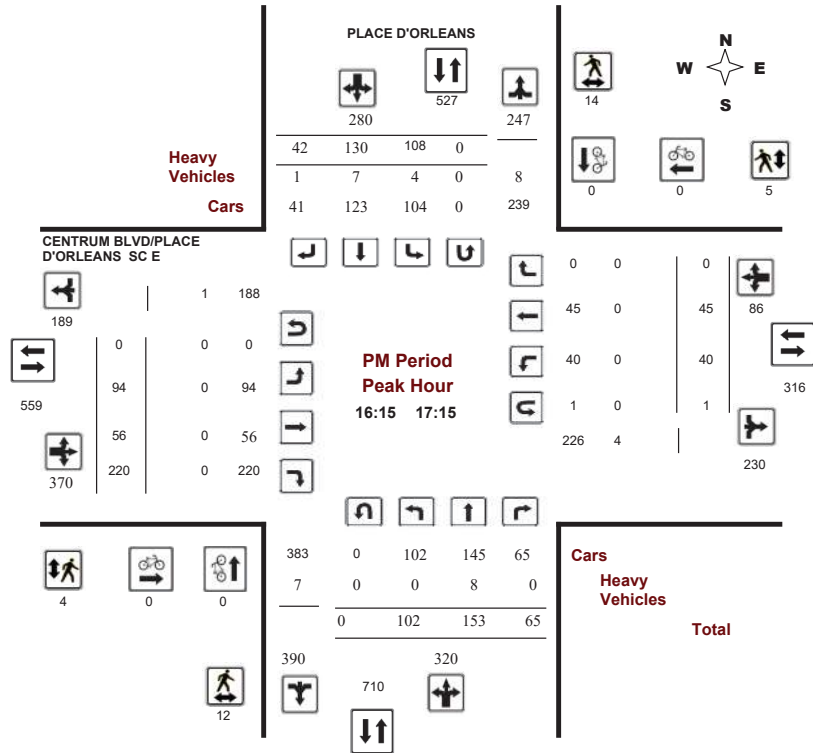 PLACE D'ORLEANS
N
W E
S
527
14
280 247
42 130 108 0
Heavy
Vehicles
1 7 4 0 8
Cars
41 123 104 0 239
0 0 5
CENTRUM BLVD/PLACE
D'ORLEANS SC E
1 188
189
0 0 0
559
94 0 94
56 0 56
370
220 0 220
PM Period
Peak Hour
16:15 17:15
0 0 0
45 0 45
86
40 0 40
316
1 0 1
226 4
230
383 0 102 145 65
Cars
7 0 0 8 0
Heavy
Vehicles
0 102 153 65
Total
4 0 0
390 320
710
12